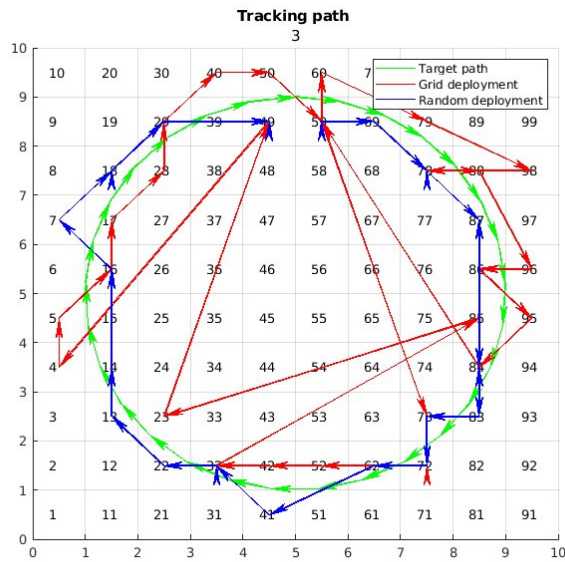 Tracking path
3
10
Target path
Grid deployment
Random deployment
10 20 30 40 50 60 7
9
9 19 29 39 49 59 69 79 89 99
8
8 18 28 38 48 58 68 78 88 98
7
7 17 27 37 47 57 67 77 87 97
6
6 16 26 36 46 56 66 76 86 96
5
5 15 25 35 45 55 65 75 85 95
4
4 14 24 34 44 54 64 74 84 94
3
3 13 23 33 43 53 63 73 83 93
2
2 12 22 32 42 52 62 72 82 92
1
1 11 21 31 41 51 61 71 81 91
0
0 1 2 3 4 5 6 7 8 9 10